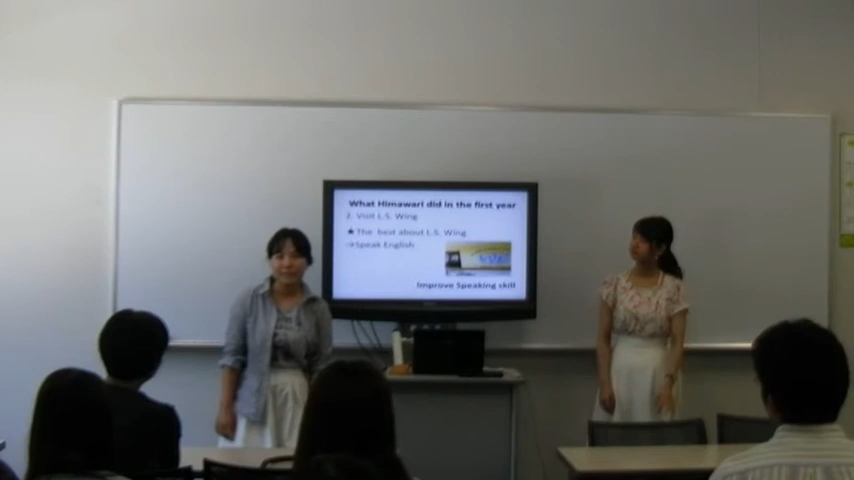 What Himawari did in the first year
2. Visit L.S. Wing
★The best about L.S. Wing
→Speak English
Improve Speaking skill